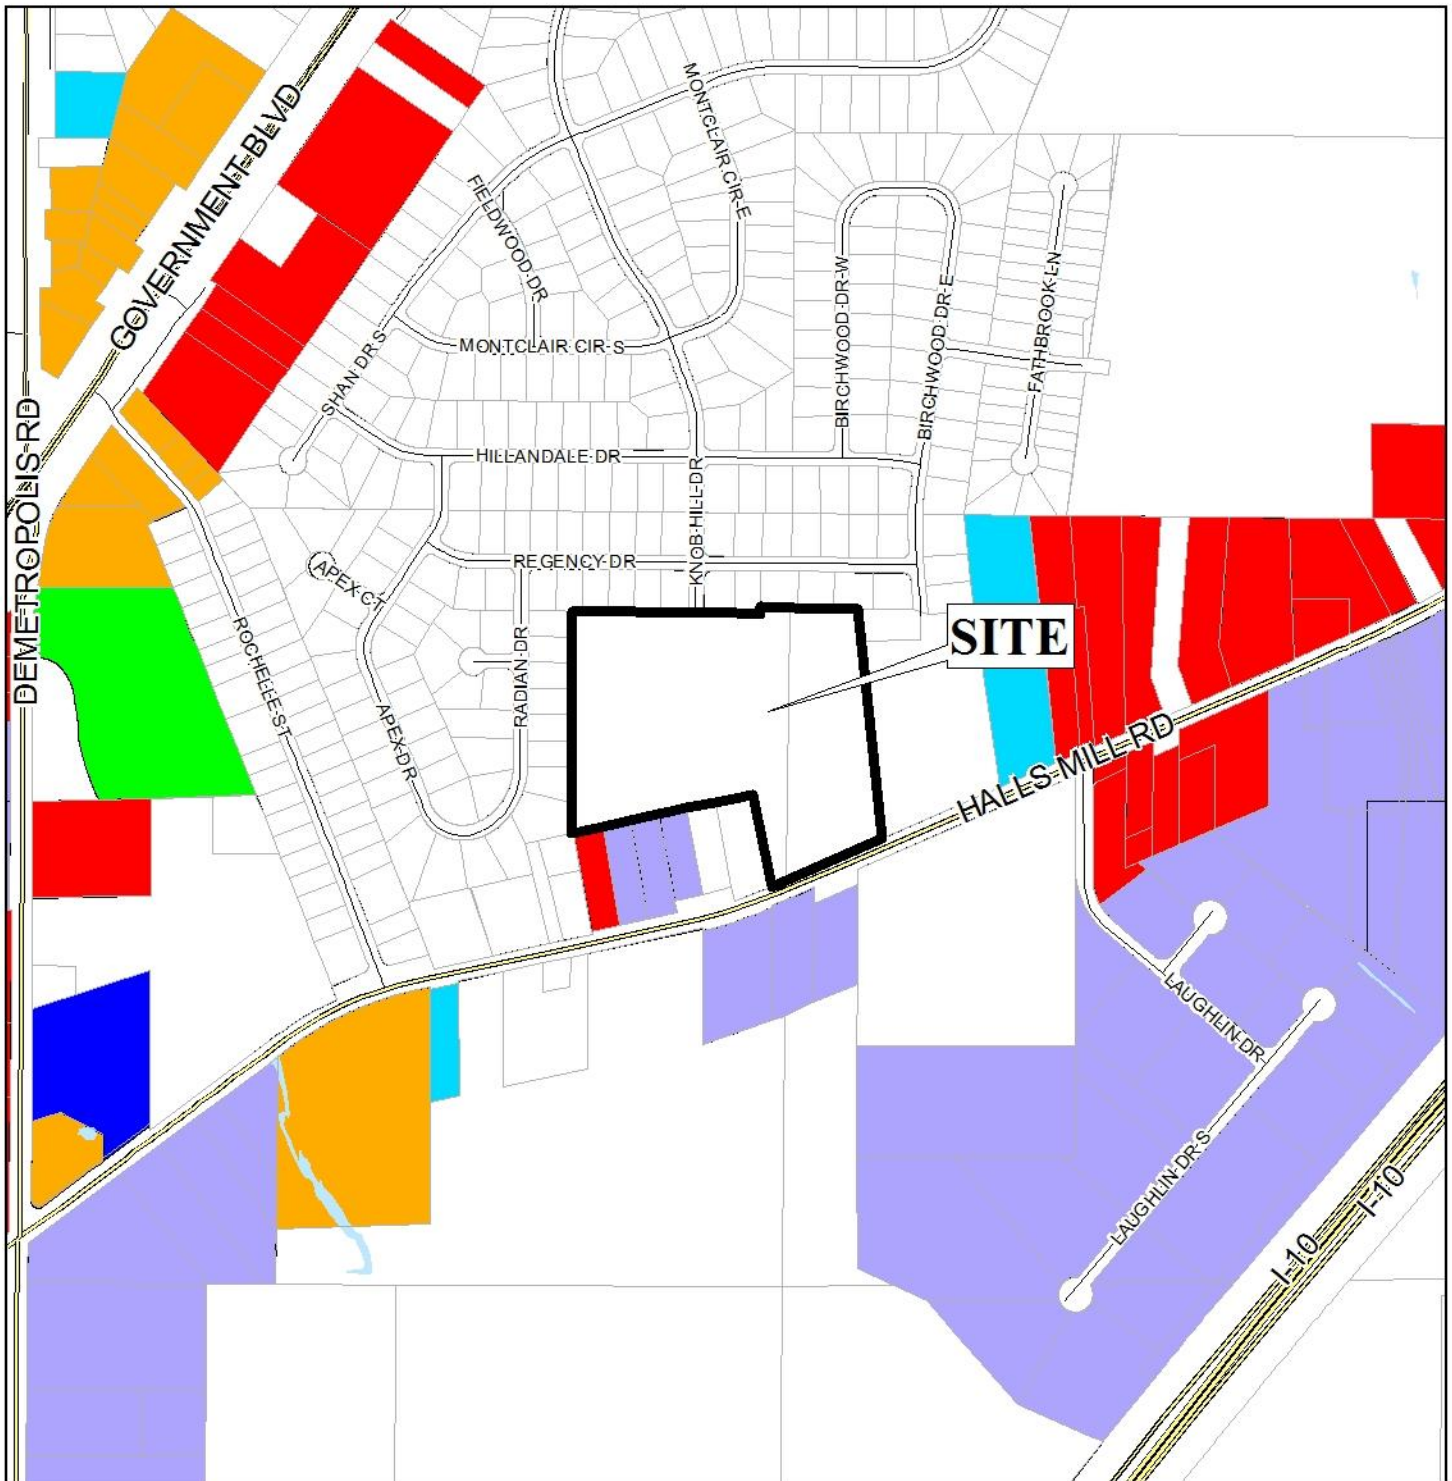 GOVERNMENT BLVD
MONTCLAIR CIR E
FIELDWOOD DR
MONTCLAIR CIR S
SHAN DR S
BIRCHWOOD DR W
BIRCHWOOD DR E
FATHBROOK LN
DEMETROPOLIS RD
HILLANDALE DR
KNOB HILL DR
REGENCY DR
APEX CT
ROCHELLE ST
RADIAN DR
SITE
APEX DR
HALLS MILL RD
LAUGHLIN DR
LAUGHLIN DR S
I-10
I-10